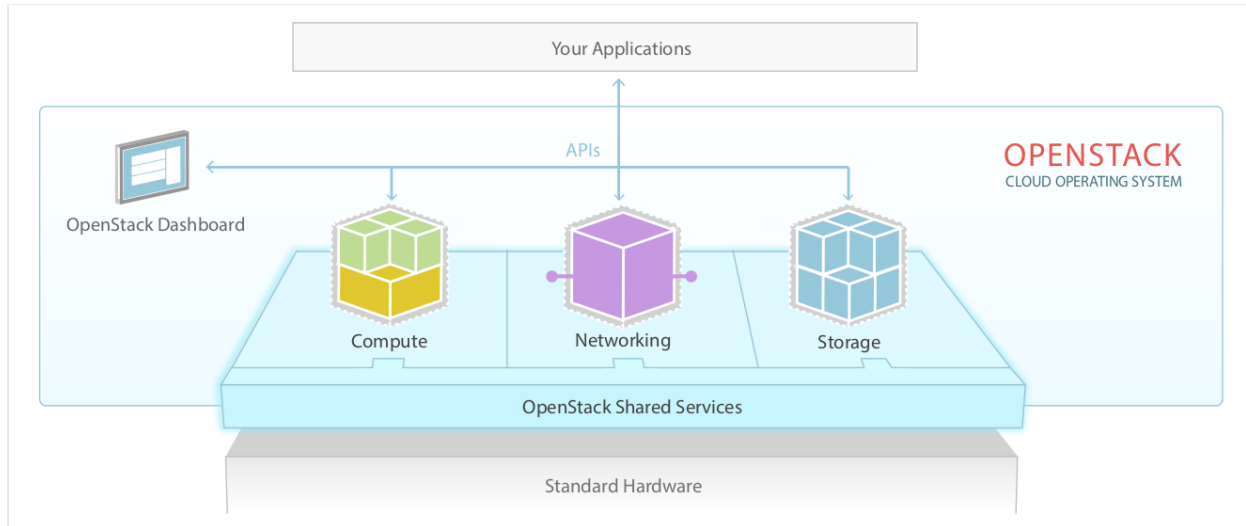 Your Applications
APIs
OPENSTACK
CLOUD OPERATING SYSTEM
OpenStack Dashboard
Compute
Networking
Storage
OpenStack Shared Services
Standard Hardware